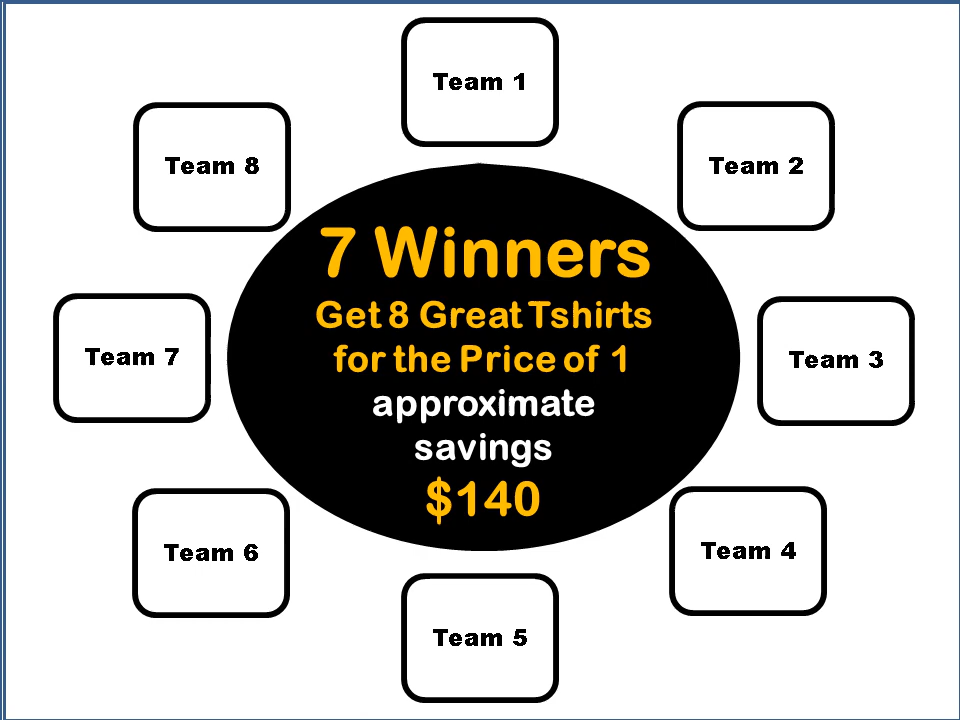 Team 1
Team 8
Team 2
7 Winners
Get 8 Great Tshirts
for the Price of 1
approximate
savings
$140
Team 7
Team 3
Team 6
Team 4
Team 5